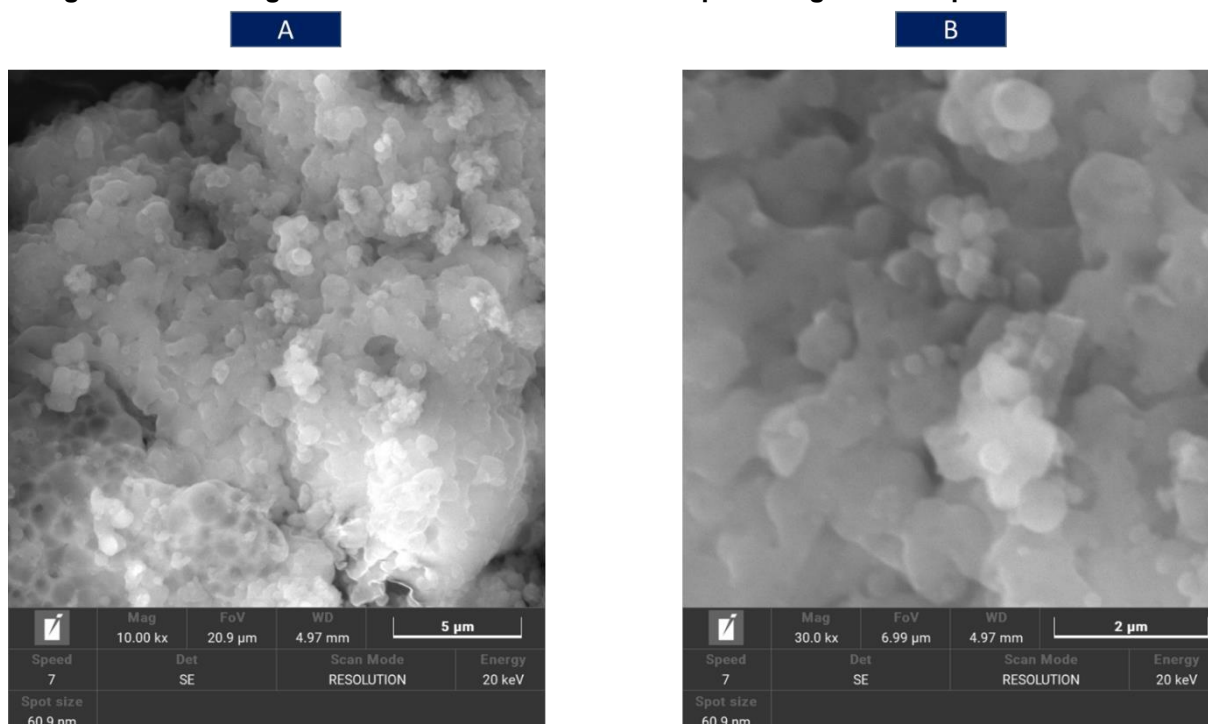 A
B
Mag FoV WD
10.00 kx 20.9 µm 4.97 mm 5 µm
Speed Det Scan Mode Energy
7 SE RESOLUTION 20 keV
Spot size
60.9 nm
Mag FoV WD
30.0 kx 6.99 µm 4.97 mm 2 µm
Speed Det Scan Mode Energy
7 SE RESOLUTION 20 keV
Spot size
60.9 nm